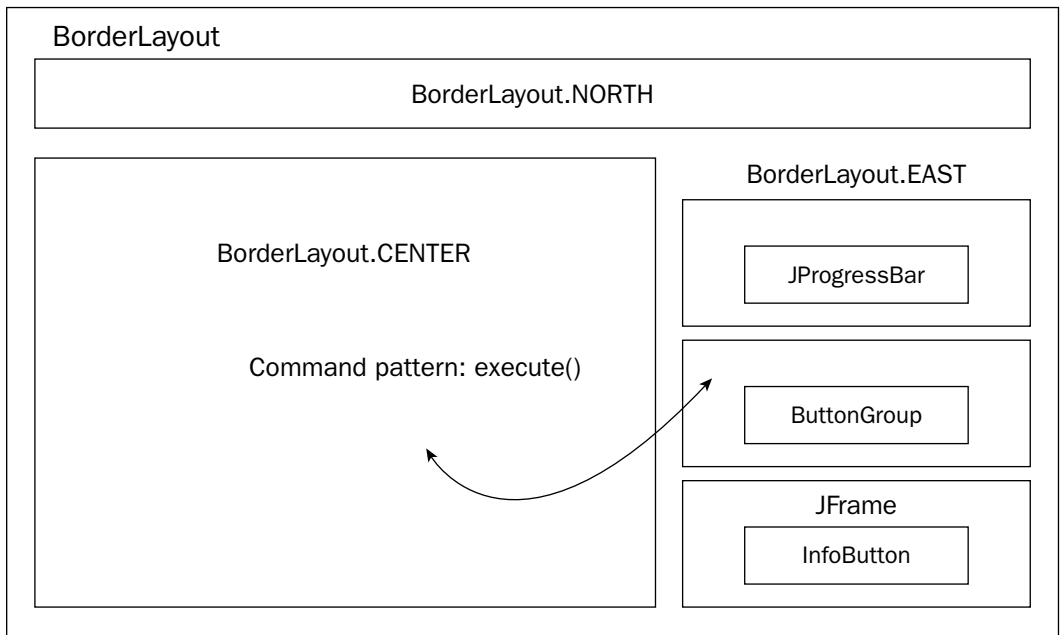 BorderLayout
BorderLayout.NORTH
BorderLayout.CENTER
Command pattern: execute()
BorderLayout.EAST
JProgressBar
ButtonGroup
JFrame
InfoButton